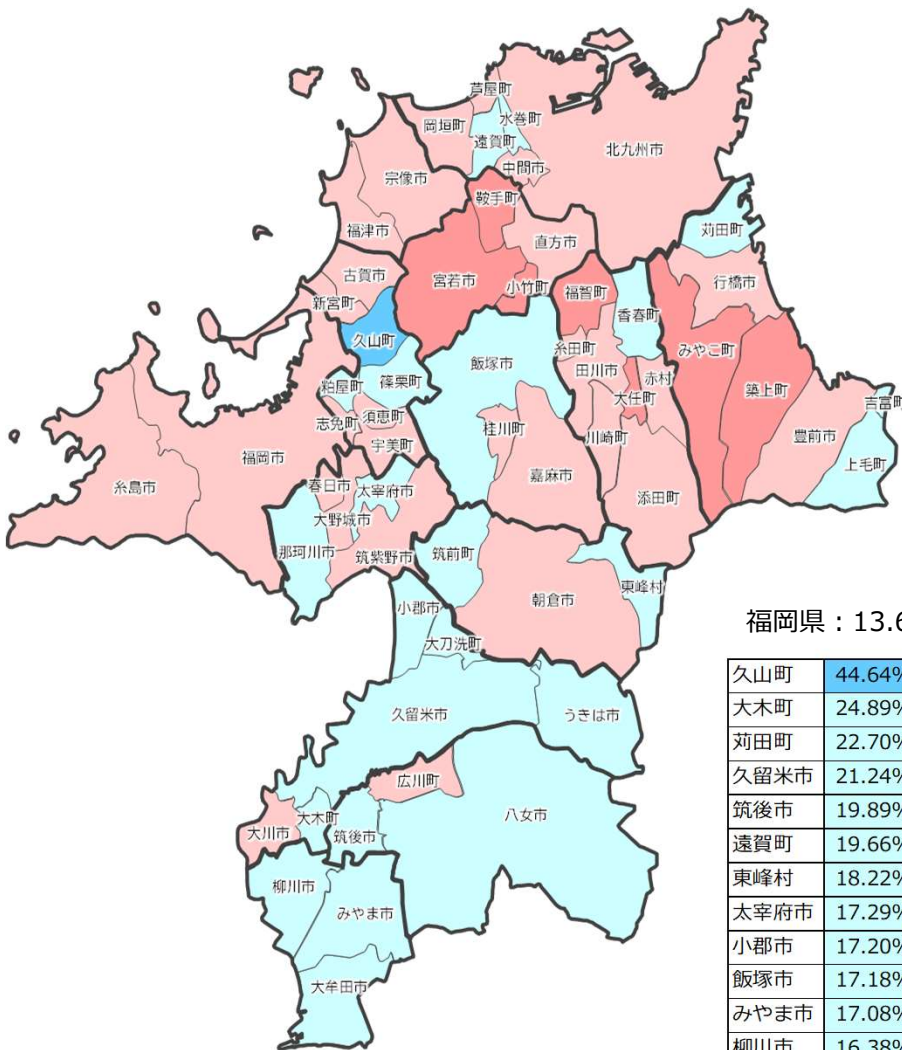 芦屋町
岡垣町
水巻町
遠賀町
北九州市
中間市
宗像市
鞍手町
福津市
直方市
苅田町
古賀市
宮若市
小竹町
福智町
行橋市
新宮町
香春町
久山町
みやこ町
糸田町
飯塚市
田川市
赤村
粕屋町
篠栗町
大任町
築上町
吉富町
志免町
須恵町
桂川町
川崎町
豊前市
宇美町
福岡市
上毛町
嘉麻市
糸島市
春日市
太宰府市
添田町
大野城市
那珂川市
筑紫野市
筑前町
東峰村
朝倉市
小郡市
大刀洗町
久留米市
うきは市
広川町
八女市
大木町
大川市
筑後市
柳川市
みやま市
大牟田市
福岡県:13.6
久山町 44.64%
大木町 24.89%
苅田町 22.70%
久留米市 21.24%
筑後市 19.89%
遠賀町 19.66%
東峰村 18.22%
太宰府市 17.29%
小郡市 17.20%
飯塚市 17.18%
みやま市 17.08%
柳川市 16.38%